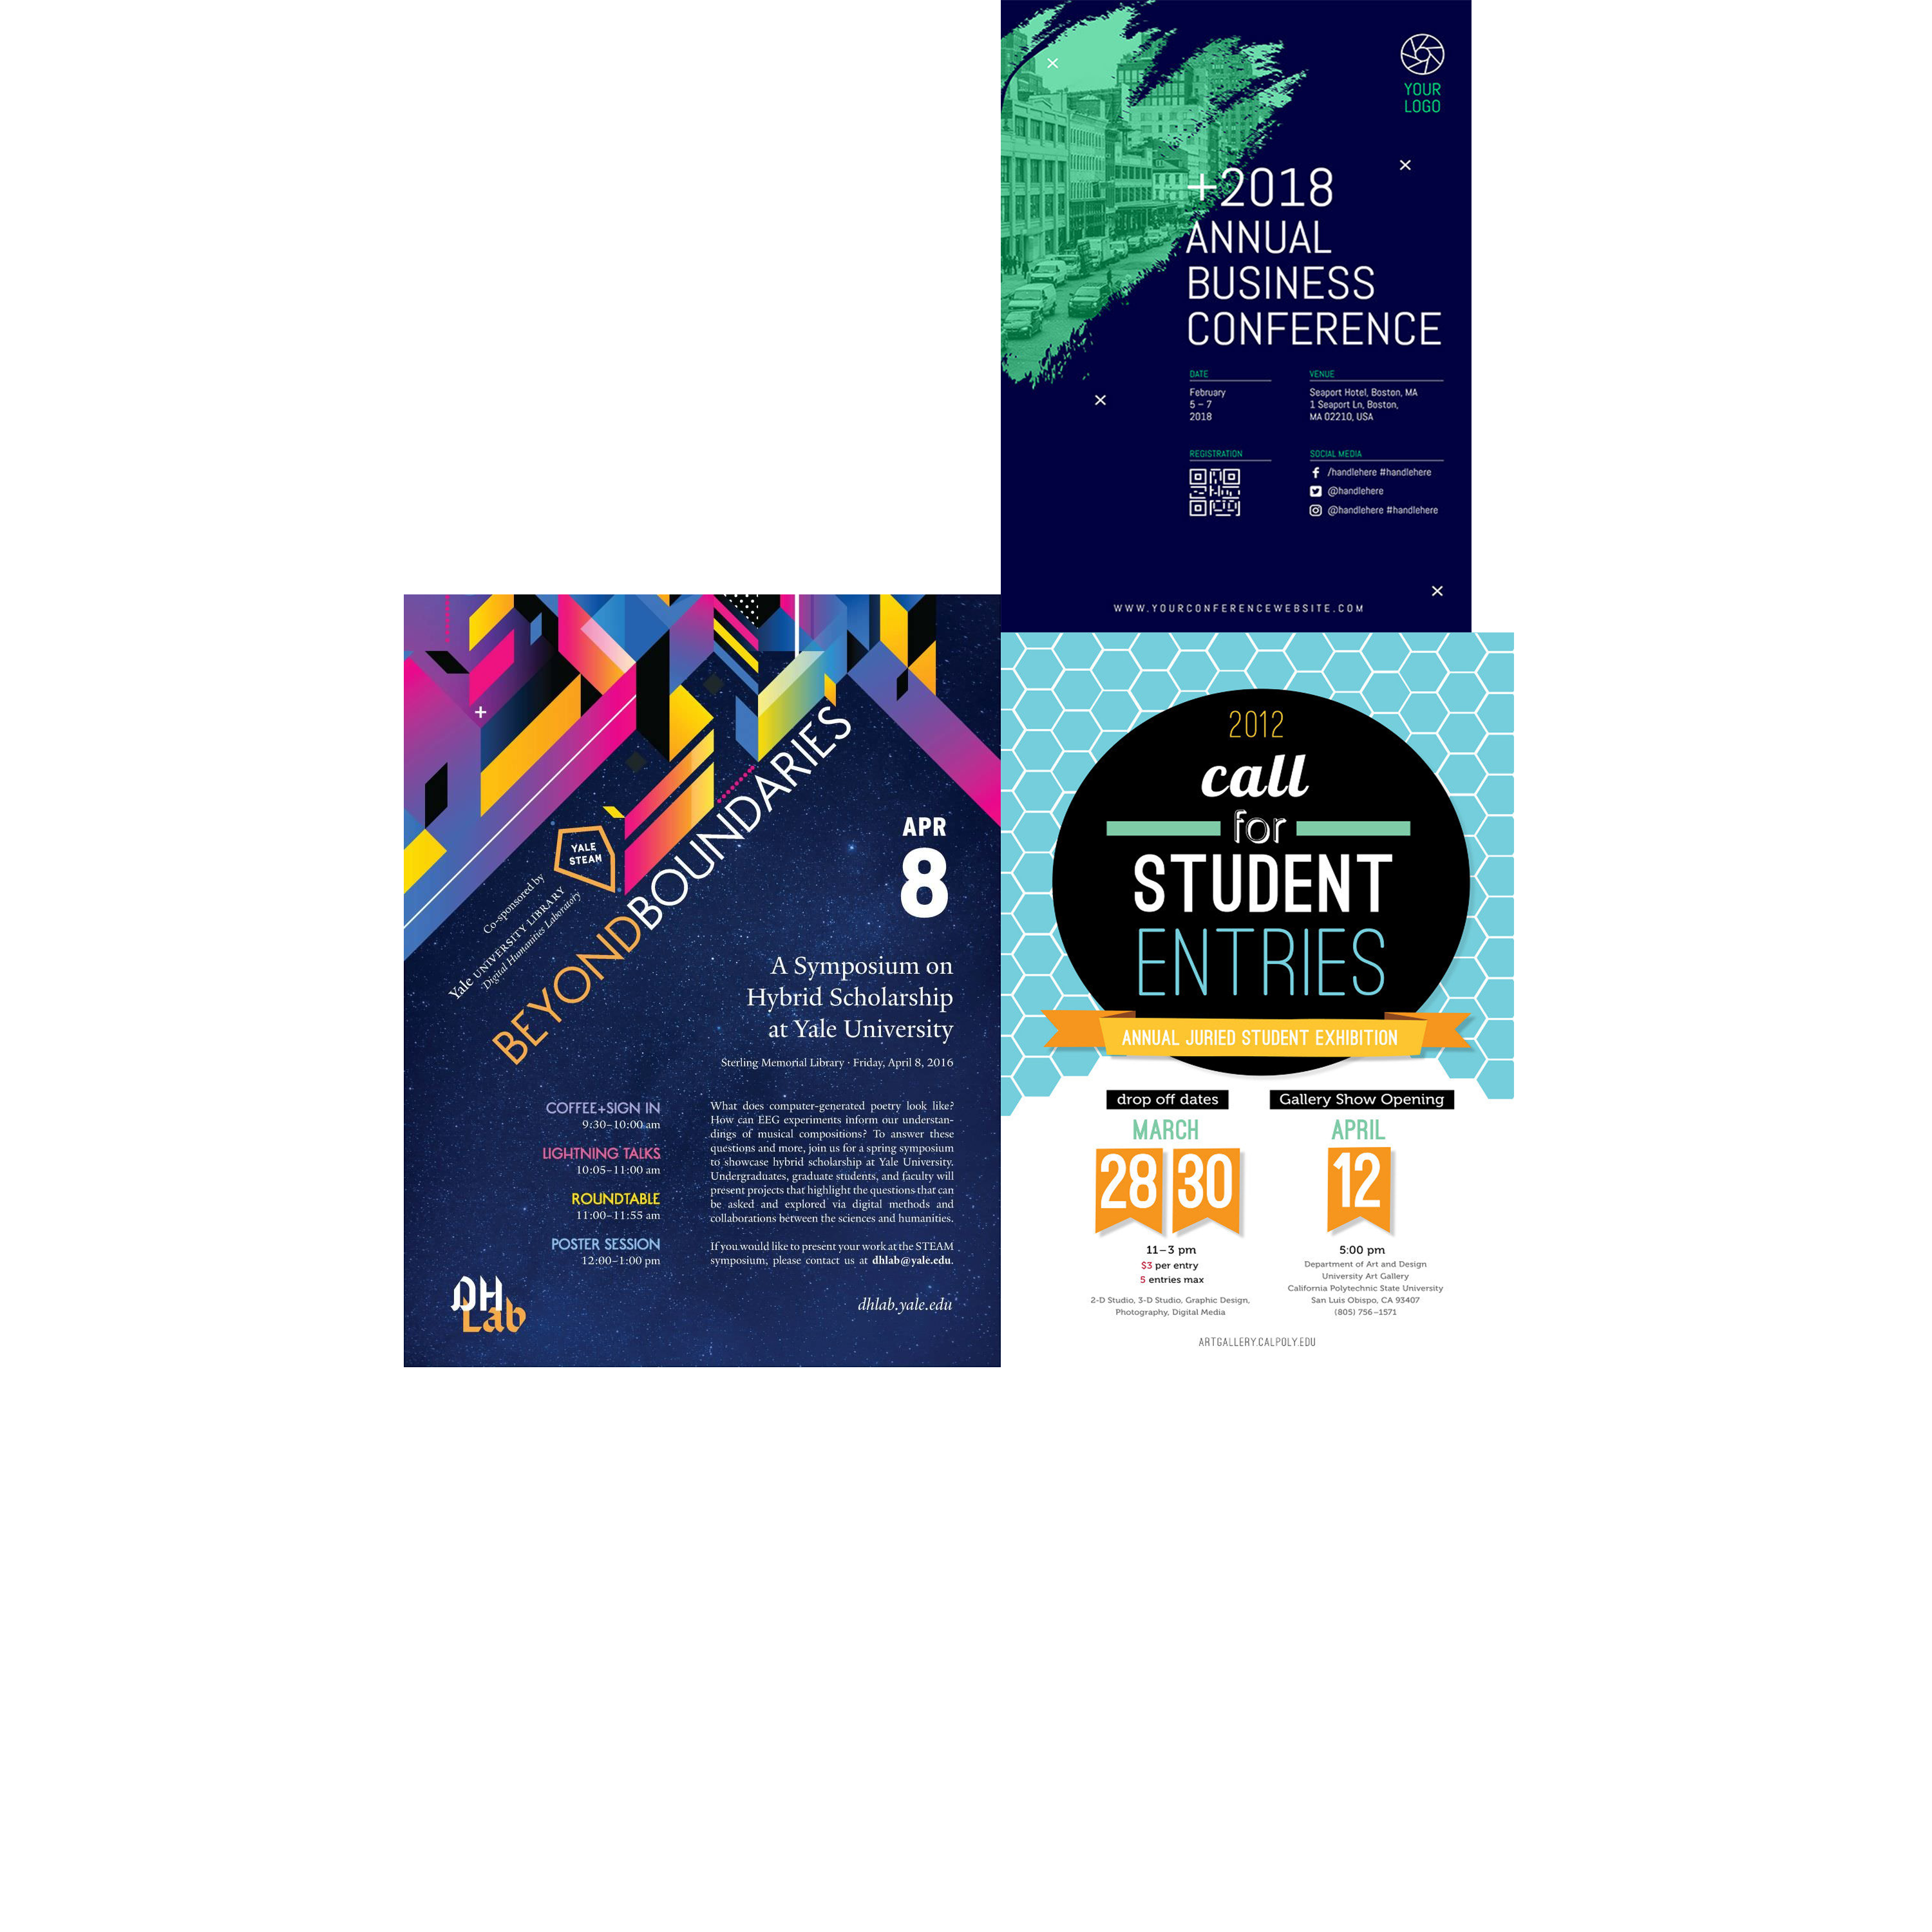 YOUR
LOGO
+2018
ANNUAL
BUSINESS
CONFERENCE
DATE
February
5 – 7
2018
VENUE
Seaport Hotel, Boston, MA
1 Seaport Ln, Boston,
MA 02210, USA
REGISTRATION
SOCIAL MEDIA
/handlehere #handlehere
@handlehere
@handlehere #handlehere
WWW.YOURCONFERENCEWEBSITE.COM
YALE
STEAM
Co-sponsored by
Yale UNIVERSITY LIBRARY
Digital Humanities Laboratory
BEYONDBOUNDARIES
APR
8
A Symposium on
Hybrid Scholarship
at Yale University
Sterling Memorial Library · Friday, April 8, 2016
COFFEE+SIGN IN
9:30–10:00 am
LIGHTNING TALKS
10:05–11:00 am
ROUNDTABLE
11:00–11:55 am
POSTER SESSION
12:00–1:00 pm
What does computer-generated poetry look like?
How can EEG experiments inform our understan-
dings of musical compositions? To answer these
questions and more, join us for a spring symposium
to showcase hybrid scholarship at Yale University.
Undergraduates, graduate students, and faculty will
present projects that highlight the questions that can
be asked and explored via digital methods and
collaborations between the sciences and humanities.
If you would like to present your work at the STEAM
symposium, please contact us at dhlab@yale.edu.
DH
Lab
dhlab.yale.edu
2012
call
for
STUDENT
ENTRIES
ANNUAL JURIED STUDENT EXHIBITION
drop off dates
MARCH
28 30
11–3 pm
$3 per entry
5 entries max
2-D Studio, 3-D Studio, Graphic Design,
Photography, Digital Media
Gallery Show Opening
APRIL
12
5:00 pm
Department of Art and Design
University Art Gallery
California Polytechnic State University
San Luis Obispo, CA 93407
(805) 756–1571
ARTGALLERY.CALPOLY.EDU